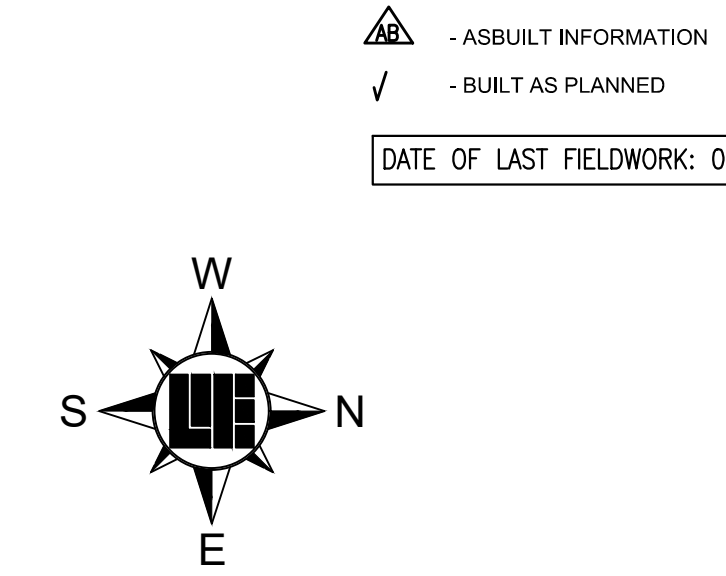 AB - ASBUILT INFORMATION
√ - BUILT AS PLANNED
DATE OF LAST FIELDWORK: 0
W
S N
E